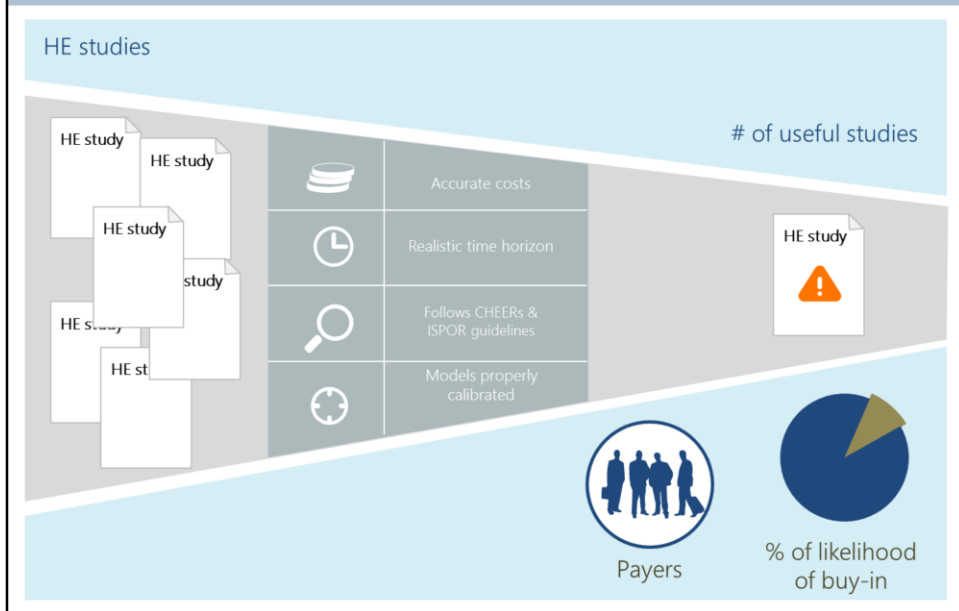 HE studies
# of useful studies
HE study
HE study
HE study
study
HE study
HE st
Accurate costs
Realistic time horizon
Follows CHEERs &
ISPOR guidelines
Models properly
calibrated
HE study
Payers
% of likelihood
of buy-in